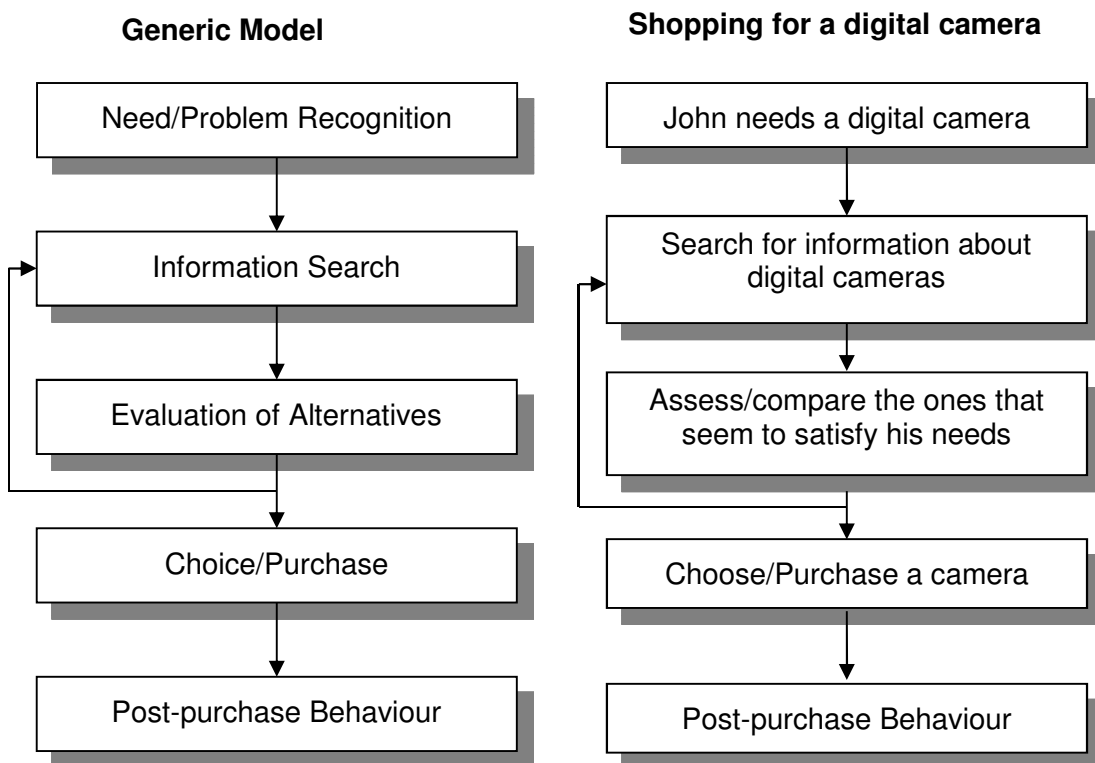 Generic Model
Need/Problem Recognition
Information Search
Evaluation of Alternatives
Choice/Purchase
Post-purchase Behaviour
Shopping for a digital camera
John needs a digital camera
Search for information about
digital cameras
Assess/compare the ones that
seem to satisfy his needs
Choose/Purchase a camera
Post-purchase Behaviour